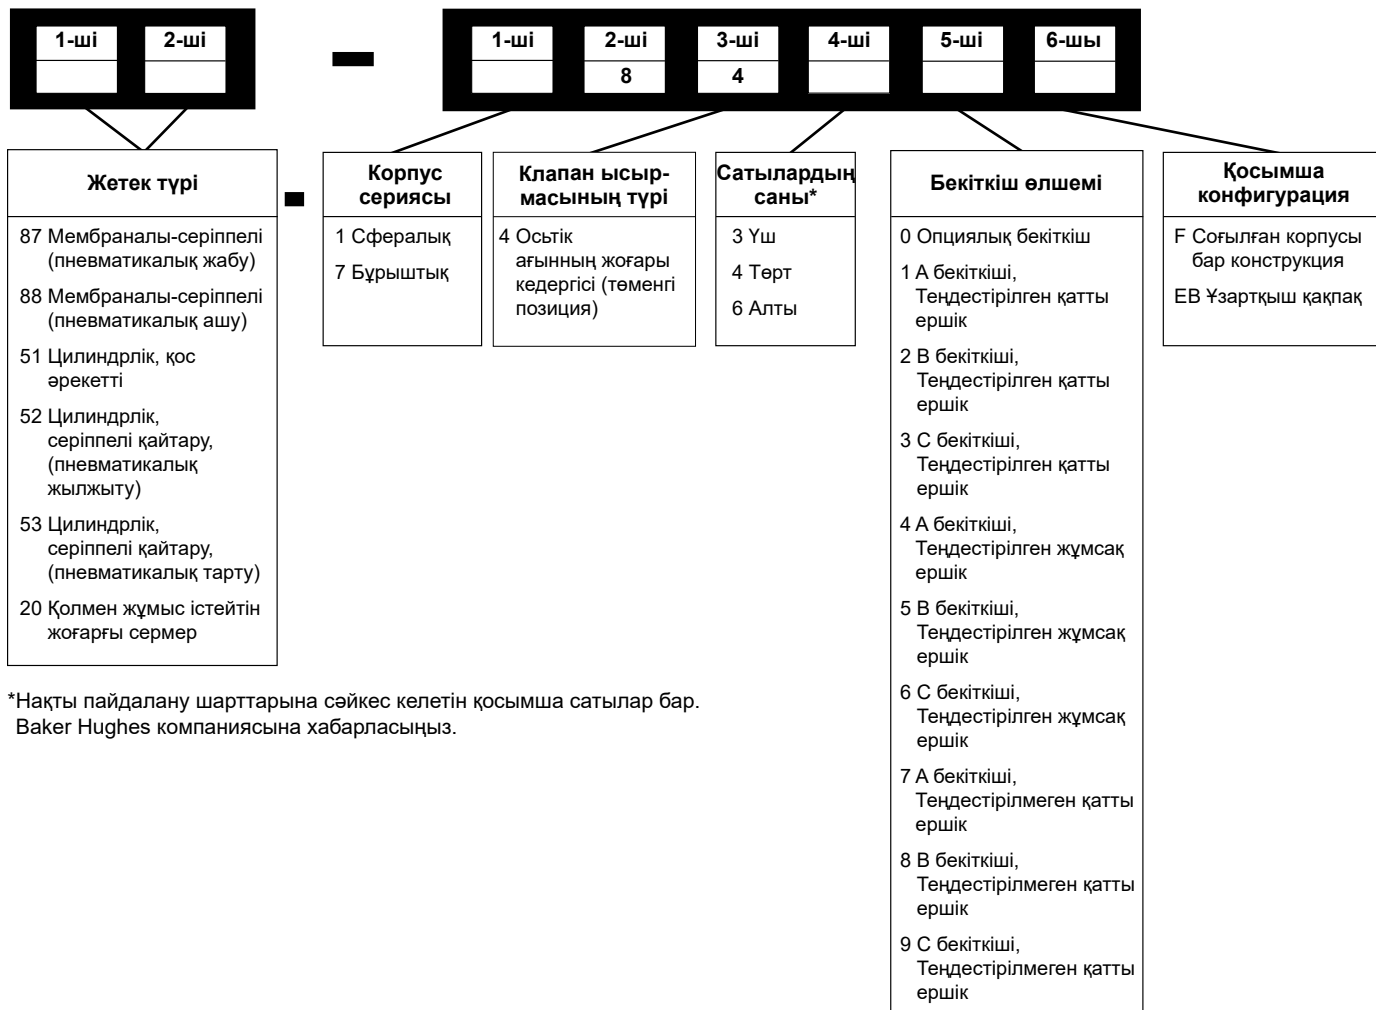 1-ші 2-ші
1-ші 2-ші 3-ші 4-ші 5-ші 6-шы
8 4
Жетек түрі
87 Мембраналы-серіппелі
(пневматикалық жабу)
88 Мембраналы-серіппелі
(пневматикалық ашу)
51 Цилиндрлік, қос
әрекетті
52 Цилиндрлік,
серіппелі қайтару,
(пневматикалық
жылжыту)
53 Цилиндрлік,
серіппелі қайтару,
(пневматикалық тарту)
20 Қолмен жұмыс істейтін
жоғарғы сермер
Корпус
сериясы
1 Сфералық
7 Бұрыштық
Клапан ысыр-
масының түрі
4 Осьтік
ағынның жоғары
кедергісі (төменгі
позиция)
Сатылардың
саны*
3 Үш
4 Төрт
6 Алты
Бекіткіш өлшемі
0 Опциялық бекіткіш
1 A бекіткіші,
Теңдестірілген қатты
ершік
2 B бекіткіші,
Теңдестірілген қатты
ершік
3 C бекіткіші,
Теңдестірілген қатты
ершік
4 A бекіткіші,
Теңдестірілген жұмсақ
ершік
5 B бекіткіші,
Теңдестірілген жұмсақ
ершік
6 C бекіткіші,
Теңдестірілген жұмсақ
ершік
7 A бекіткіші,
Теңдестірілмеген қатты
ершік
8 B бекіткіші,
Теңдестірілмеген қатты
ершік
9 C бекіткіші,
Теңдестірілмеген қатты
ершік
Қосымша
конфигурация
F Соғылған корпусы
бар конструкция
EB Ұзартқыш қақпақ
*Нақты пайдалану шарттарына сәйкес келетін қосымша сатылар бар.
Baker Hughes компаниясына хабарласыңыз.